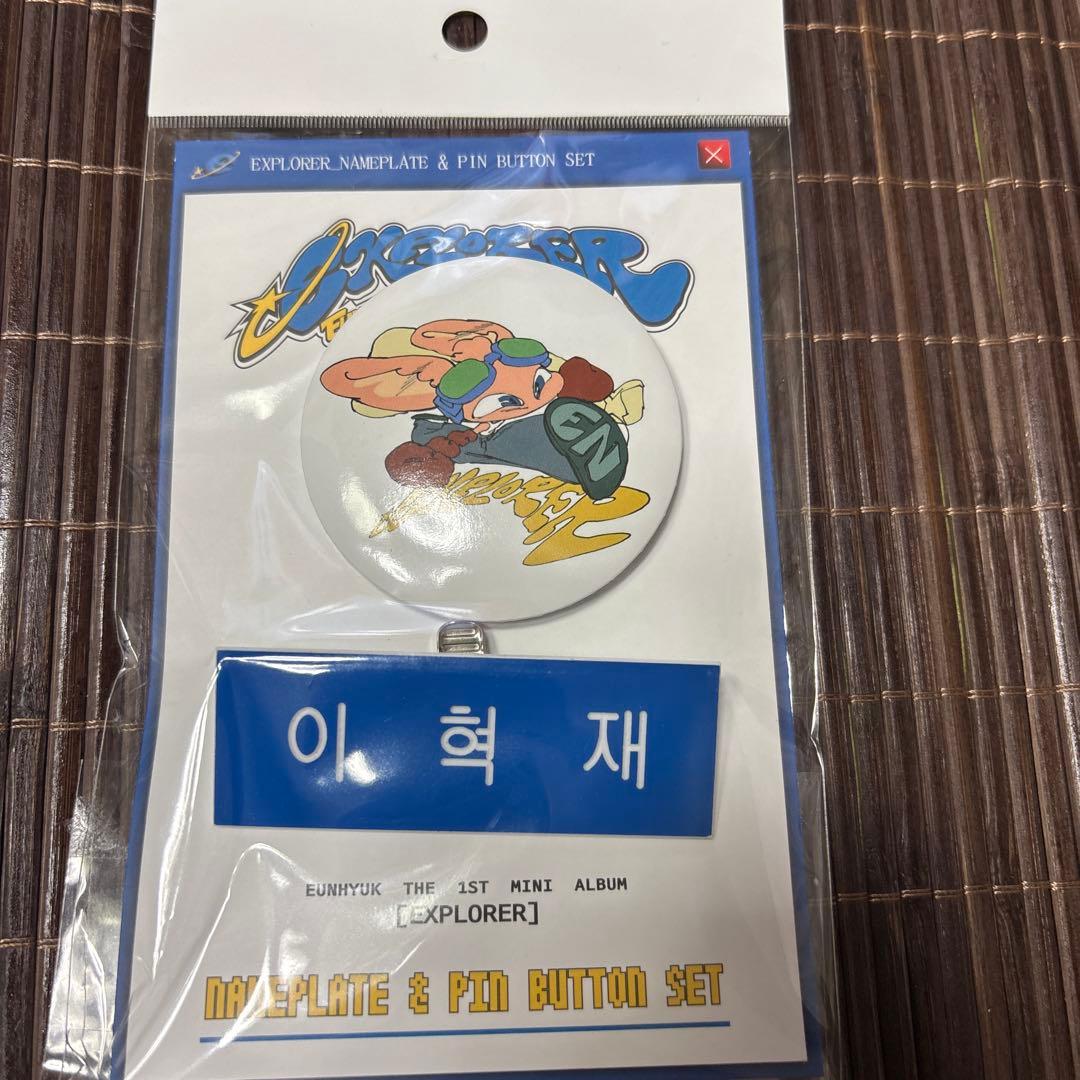 EXPLORER_NAMEPLATE & PIN BUTTON SET
EXPLORER
EN
EXPLORER
이 혁 재
EUNHYUK THE 1ST MINI ALBUM
[EXPLORER]
NAMEPLATE & PIN BUTTON SET